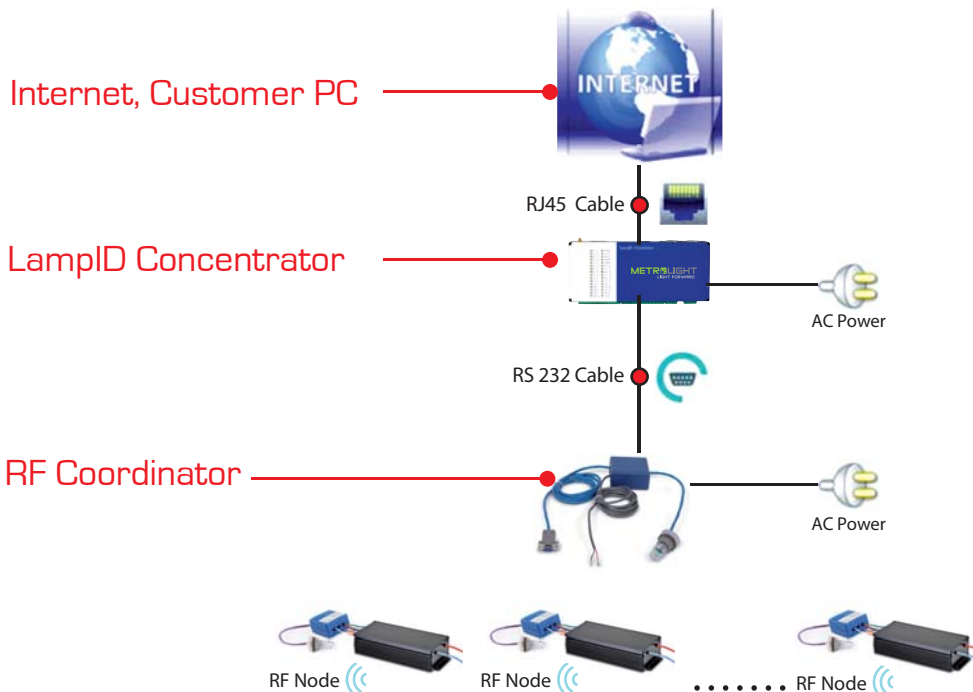 INTERNET
Internet, Customer PC
RJ45 Cable
LampID Concentrator
METROLIGHT
LIGHT FORWARD
AC Power
RS 232 Cable
RF Coordinator
AC Power
RF Node
RF Node
. . . . . . . RF Node